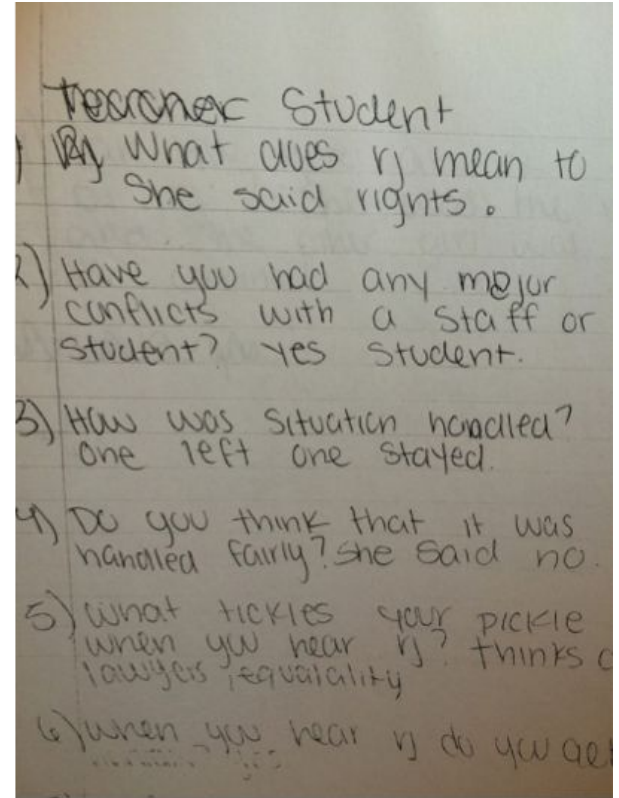 Teacher Student
1) What does rj mean to
She said rights.
2) Have you had any major
conflicts with a staff or
student? Yes student.
3) How was situation handled?
one left one stayed.
4) Do you think that it was
handled fairly? She said no.
5) What tickles your pickle
when you hear rj? thinks
lawyers, equalality
6) When you hear rj do you get